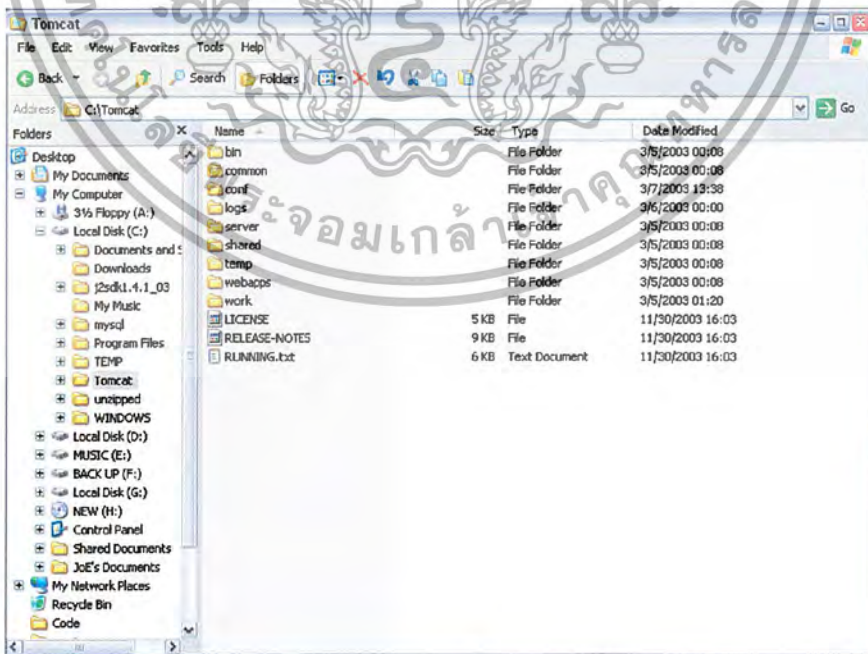 Tomcat
File Edit View Favorites Tools Help
Back Search Folders
Address C:\Tomcat Go
Folders × Name Size Type Date Modified
Desktop
My Documents
My Computer
3½ Floppy (A:)
Local Disk (C:)
Documents and S
Downloads
j2sdk1.4.1_03
My Music
mysql
Program Files
TEMP
Tomcat
unzipped
WINDOWS
Local Disk (D:)
MUSIC (E:)
BACK UP (F:)
Local Disk (G:)
NEW (H:)
Control Panel
Shared Documents
JoE's Documents
My Network Places
Recycle Bin
Code
bin File Folder 3/5/2003 00:08
common File Folder 3/5/2003 00:08
conf File Folder 3/7/2003 13:38
logs File Folder 3/6/2003 00:00
server File Folder 3/5/2003 00:08
shared File Folder 3/5/2003 00:08
temp File Folder 3/5/2003 00:08
webapps File Folder 3/5/2003 00:08
work File Folder 3/5/2003 01:20
LICENSE 5 KB File 11/30/2003 16:03
RELEASE-NOTES 9 KB File 11/30/2003 16:03
RUNNING.txt 6 KB Text Document 11/30/2003 16:03